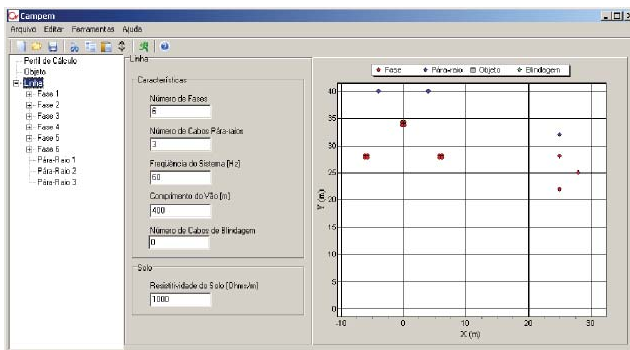 Campem
Arquivo Editar Ferramentas Ajuda
Perfil de Cálculo
Objeto
Linha
Fase 1
Fase 2
Fase 3
Fase 4
Fase 5
Fase 6
Pára-Raio 1
Pára-Raio 2
Pára-Raio 3
Linha
Características
Número de Fases
6
Número de Cabos Pára-raios
3
Freqüência do Sistema [Hz]
60
Comprimento do Vão [m]
400
Número de Cabos de Blindagem
0
Solo
Resistividade do Solo [Ohms/m]
1000
Fase Pára-raio Objeto Blindagem
40
35
30
25
20
15
10
5
0
Y (m)
-10 0 10 20 30
X (m)